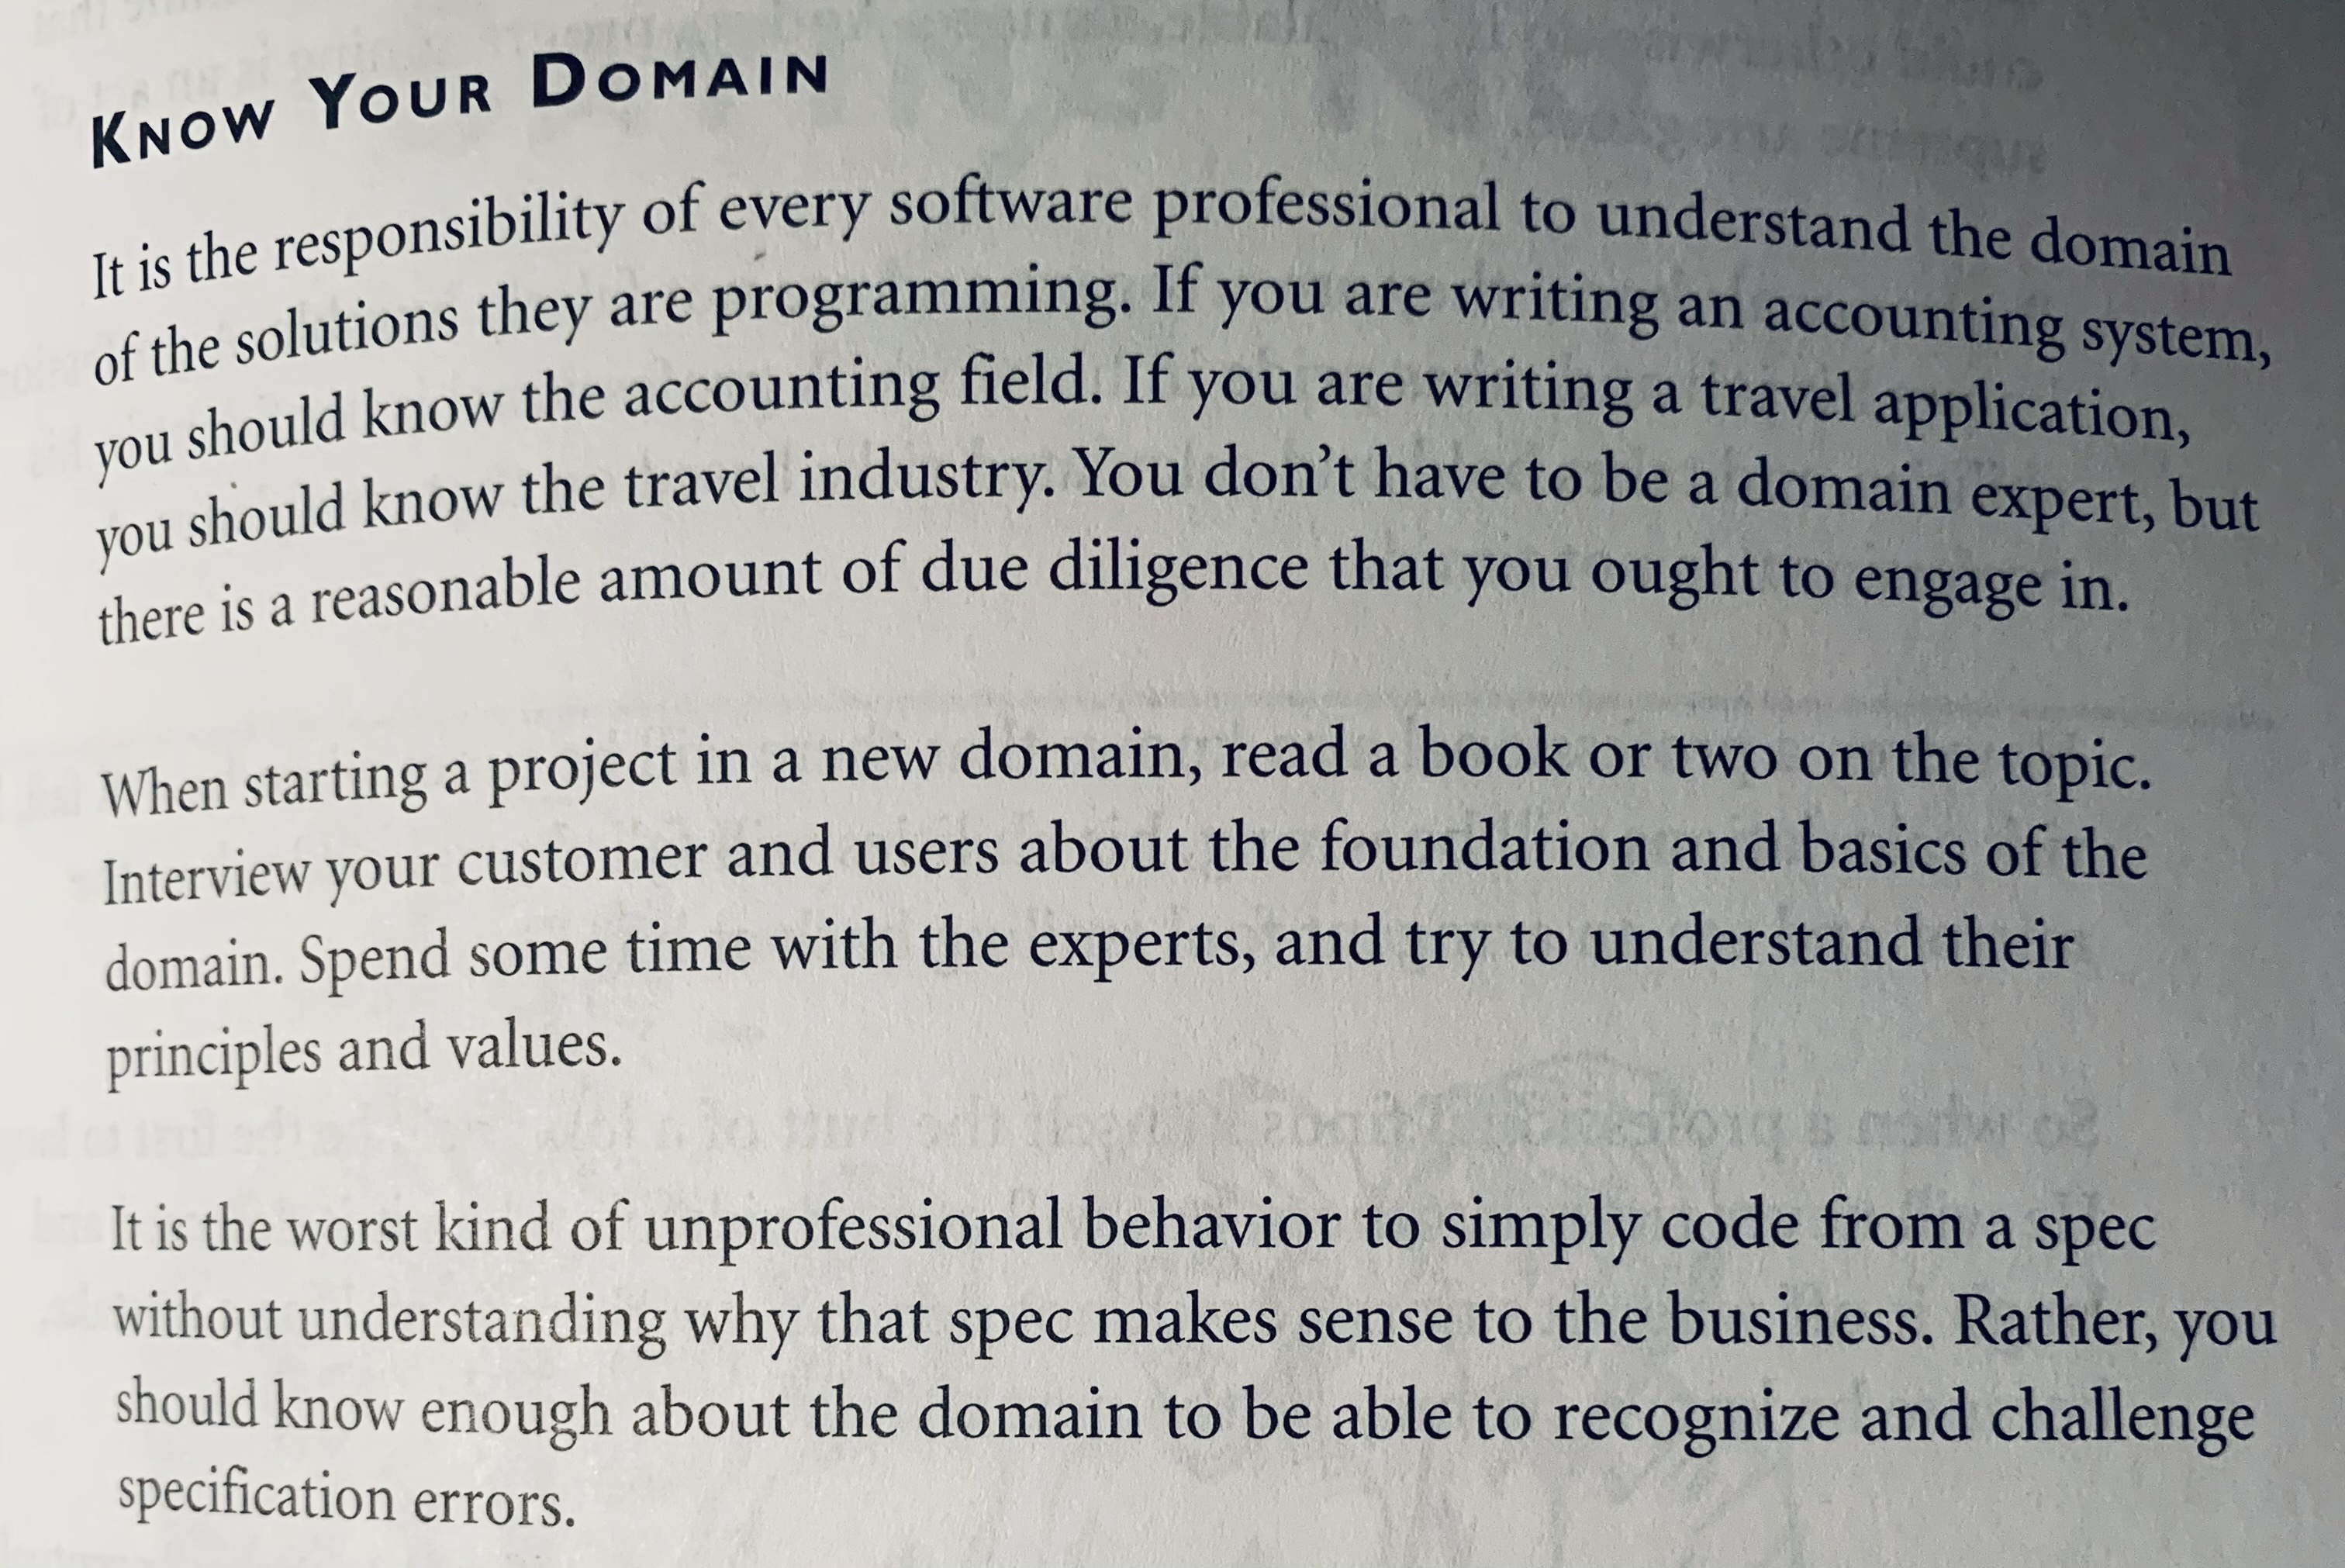 KNOW YOUR DOMAIN
It is the responsibility of every software professional to understand the domain
of the solutions they are programming. If you are writing an accounting system,
you should know the accounting field. If you are writing a travel application,
you should know the travel industry. You don’t have to be a domain expert, but
there is a reasonable amount of due diligence that you ought to engage in.
When starting a project in a new domain, read a book or two on the topic.
Interview your customer and users about the foundation and basics of the
domain. Spend some time with the experts, and try to understand their
principles and values.
It is the worst kind of unprofessional behavior to simply code from a spec
without understanding why that spec makes sense to the business. Rather, you
should know enough about the domain to be able to recognize and challenge
specification errors.